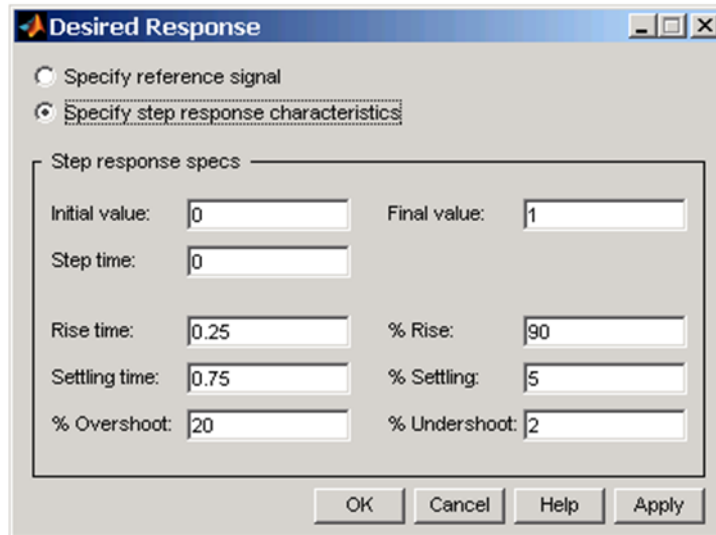 Desired Response
Specify reference signal
Specify step response characteristics
Step response specs
Initial value: 0 Final value: 1
Step time: 0
Rise time: 0.25 % Rise: 90
Settling time: 0.75 % Settling: 5
% Overshoot: 20 % Undershoot: 2
OK Cancel Help Apply